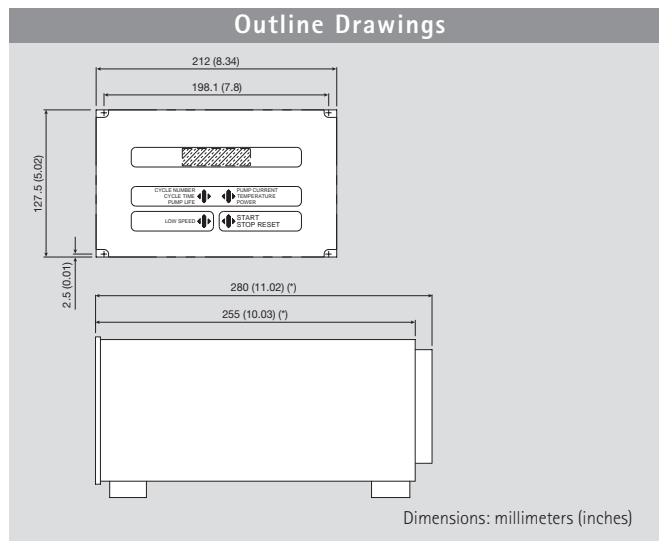 Outline Drawings
212 (8.34)
198.1 (7.8)
127.5 (5.02)
2.5 (0.01)
CYCLE NUMBER
CYCLE TIME
PUMP LIFE
PUMP CURRENT
TEMPERATURE
POWER
LOW SPEED
START
STOP RESET
280 (11.02) (*)
255 (10.03) (*)
Dimensions: millimeters (inches)